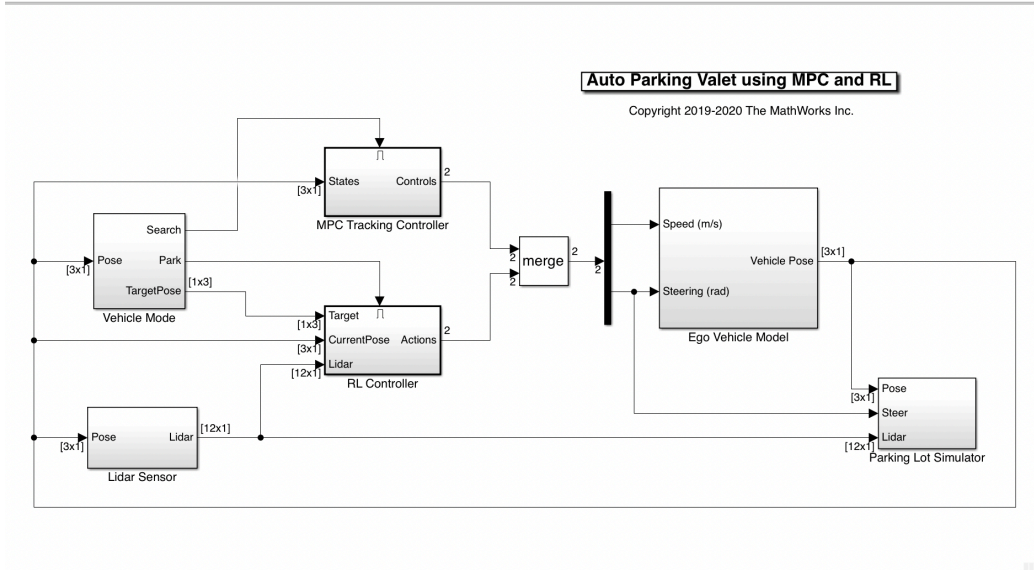 Auto Parking Valet using MPC and RL
Copyright 2019-2020 The MathWorks Inc.
States
[3x1]
Controls
2
MPC Tracking Controller
Search
Pose
[3x1]
Park
TargetPose
[1x3]
Vehicle Mode
Target
[1x3]
CurrentPose
[3x1]
Lidar
[12x1]
Actions
2
RL Controller
2
2
merge
2
2
Speed (m/s)
Steering (rad)
Vehicle Pose
[3x1]
Ego Vehicle Model
Pose
[3x1]
Lidar
[12x1]
Lidar Sensor
Pose
[3x1]
Steer
Lidar
[12x1]
Parking Lot Simulator